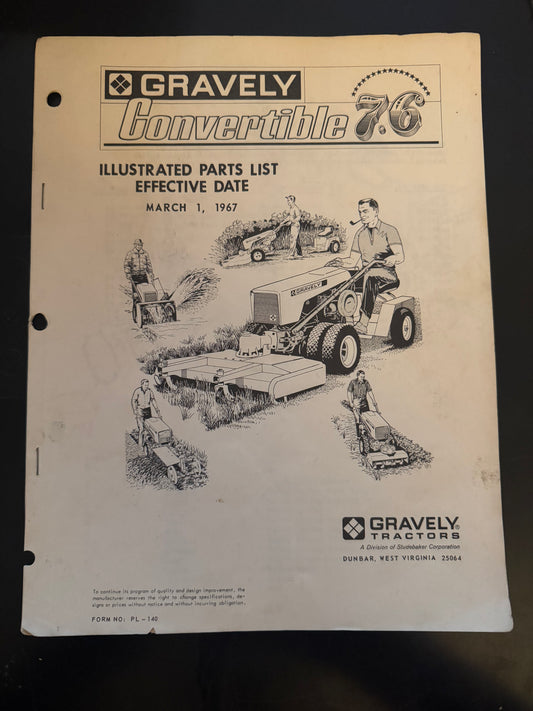 GRAVELY
Convertible 7.6
ILLUSTRATED PARTS LIST
EFFECTIVE DATE
MARCH 1, 1967
GRAVELY
GRAVELY®
TRACTORS
A Division of Studebaker Corporation
DUNBAR, WEST VIRGINIA 25064
To continue its program of quality and design improvement, the
manufacturer reserves the right to change specifications, de-
signs or prices without notice and without incurring obligation.
FORM NO: PL - 140